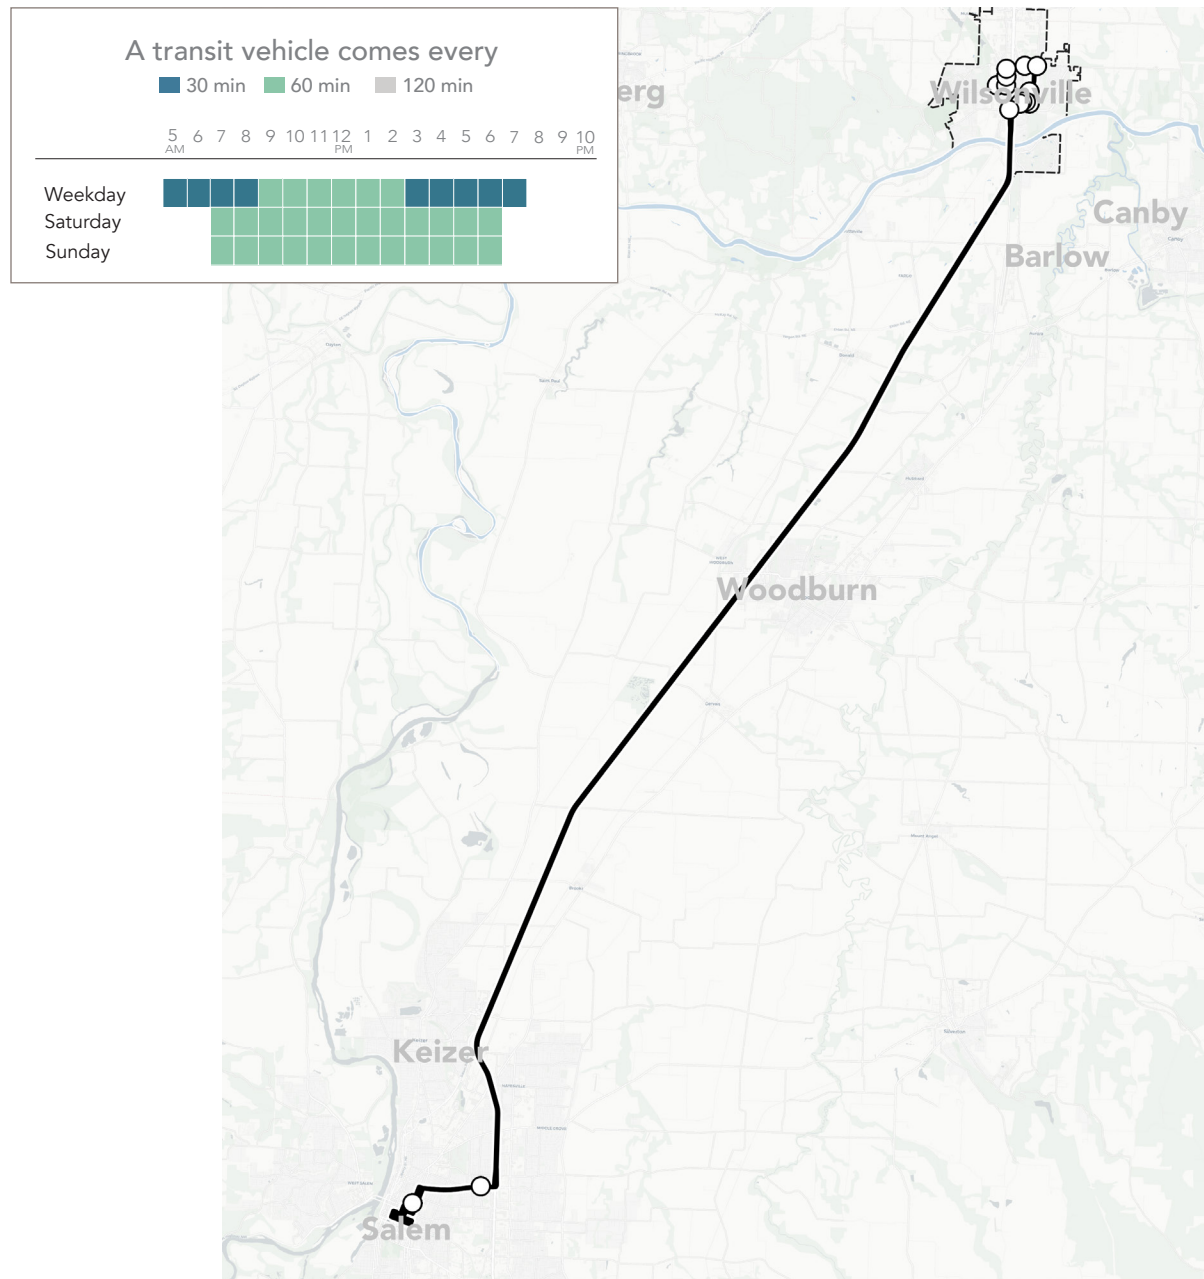 A transit vehicle comes every
30 min 60 min 120 min
5 6 7 8 9 10 11 12 1 2 3 4 5 6 7 8 9 10
AM PM PM
Weekday
Saturday
Sunday
erg
Wilsonville
Canby
Barlow
Woodburn
Keizer
Salem